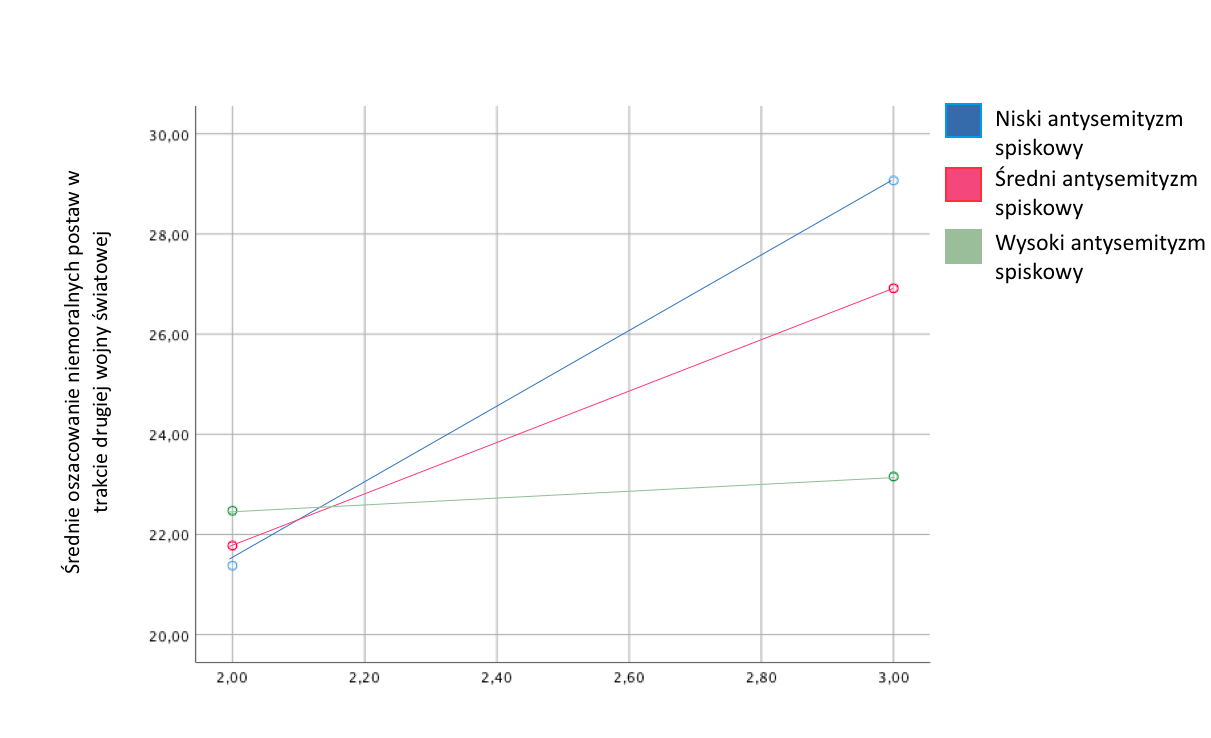 Średnie oszacowanie niemoralnych postaw w
trakcie drugiej wojny światowej
30,00
28,00
26,00
24,00
22,00
20,00
2,00
2,20
2,40
2,60
2,80
3,00
Niski antysemityzm
spiskowy
Średni antysemityzm
spiskowy
Wysoki antysemityzm
spiskowy